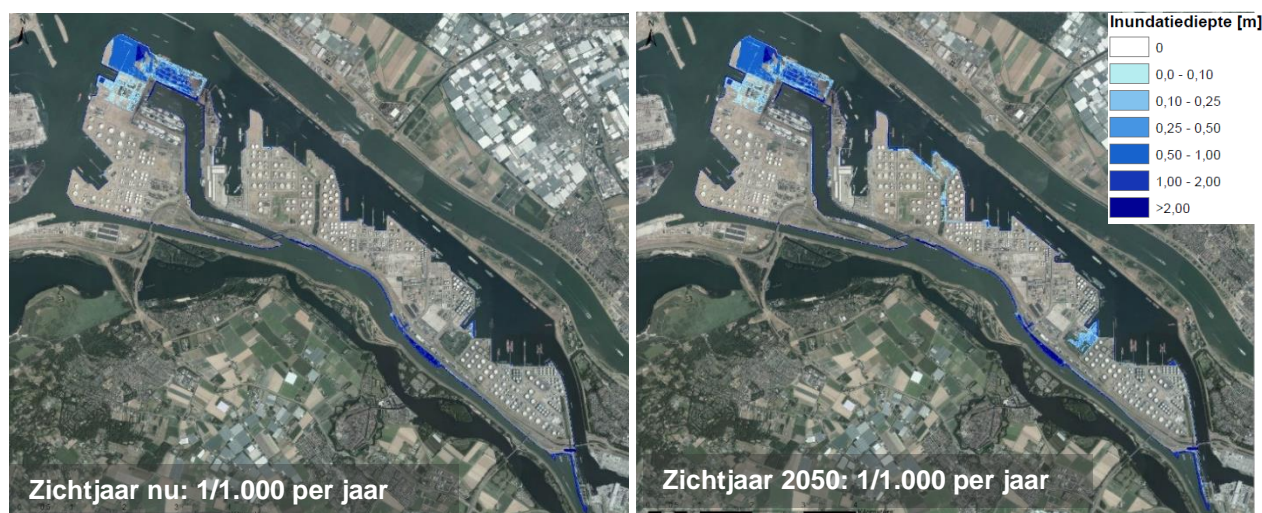 Zichtjaar nu: 1/1.000 per jaar
Zichtjaar 2050: 1/1.000 per jaar
Inundatiediepte [m]
0
0,0 - 0,10
0,10 - 0,25
0,25 - 0,50
0,50 - 1,00
1,00 - 2,00
>2,00